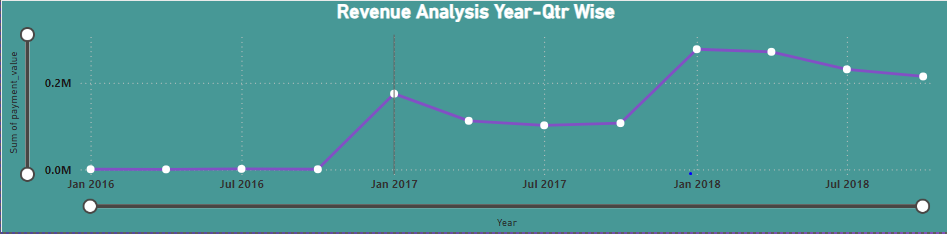 Revenue Analysis Year-Qtr Wise
Sum of payment_value
0.2M
0.0M
Jan 2016
Jul 2016
Jan 2017
Jul 2017
Jan 2018
Jul 2018
Year